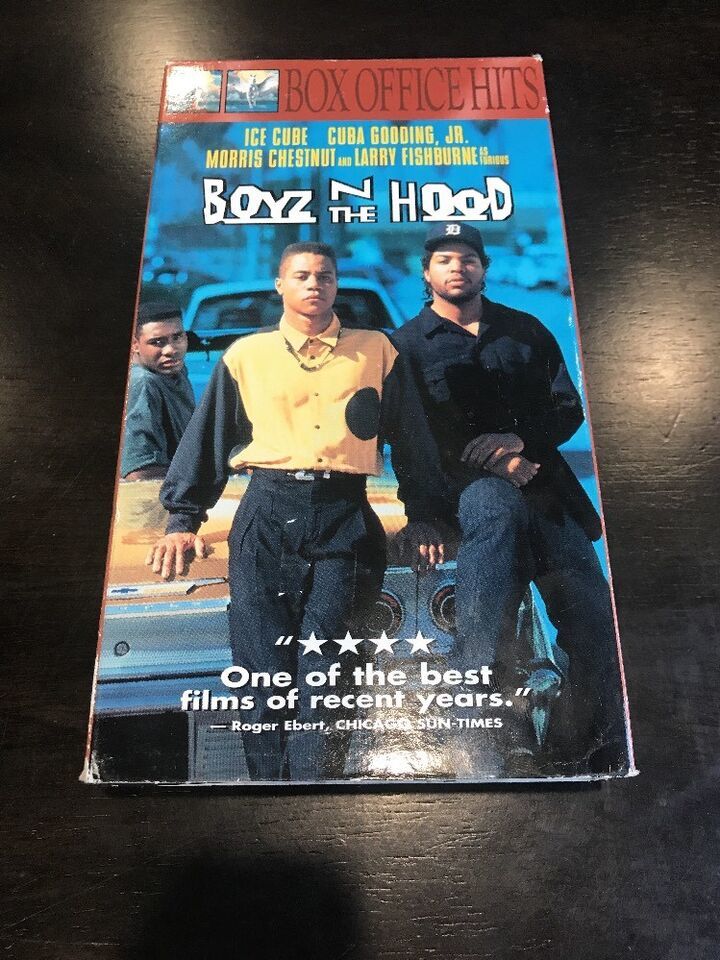 BOX OFFICE HITS
ICE CUBE CUBA GOODING, JR.
MORRIS CHESTNUT AND LARRY FISHBURNE AS FURIOUS
BOYZ N THE HOOD
D
"★★★★
One of the best
films of recent years."
— Roger Ebert, CHICAGO SUN-TIMES